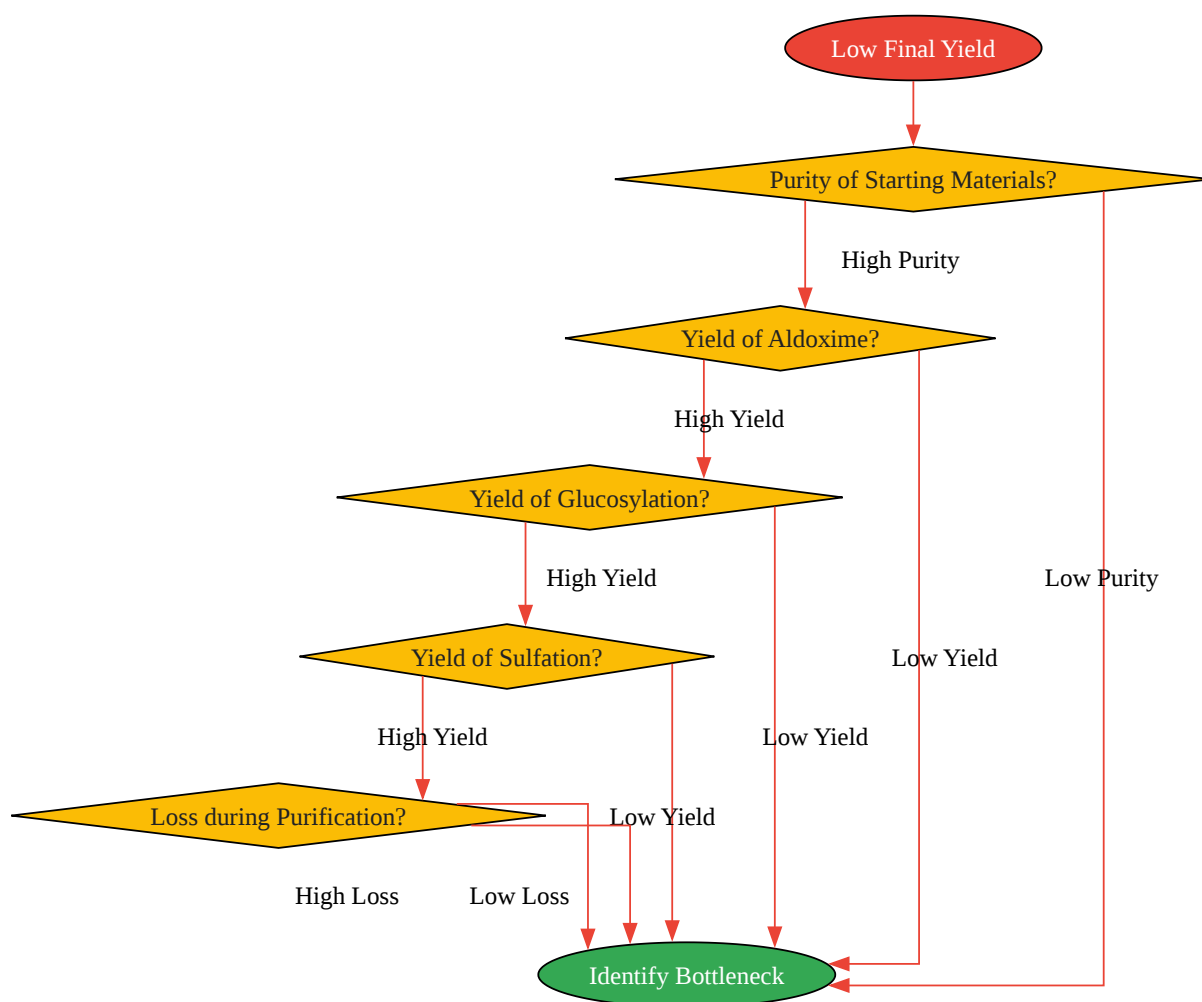 Low Final Yield
Purity of Starting Materials?
High Purity
Yield of Aldoxime?
High Yield
Yield of Glucosylation?
High Yield
Low Purity
Yield of Sulfation?
Low Yield
High Yield
Low Yield
Loss during Purification?
Low Yield
High Loss
Low Loss
Identify Bottleneck